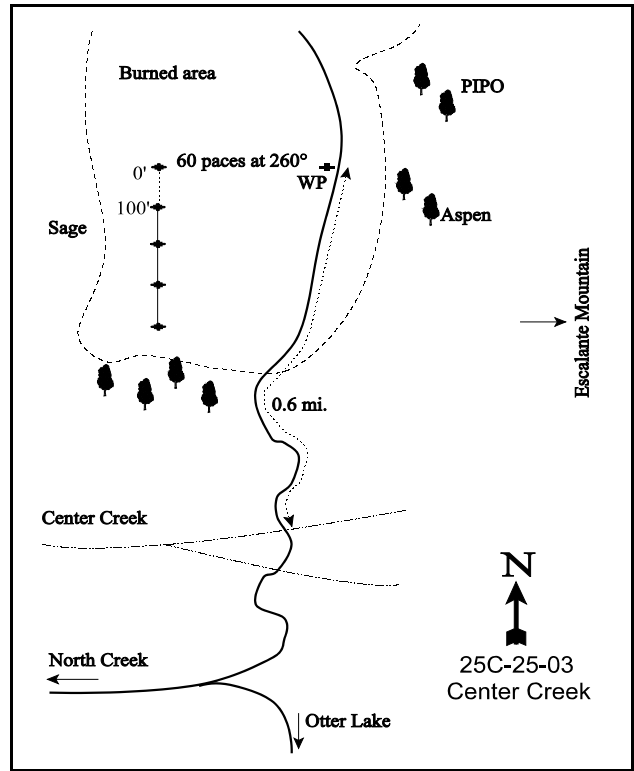 Burned area
PIPO
60 paces at 260°
0'
WP
100'
Aspen
Sage
Escalante Mountain
0.6 mi.
Center Creek
N
North Creek
25C-25-03
Center Creek
Otter Lake